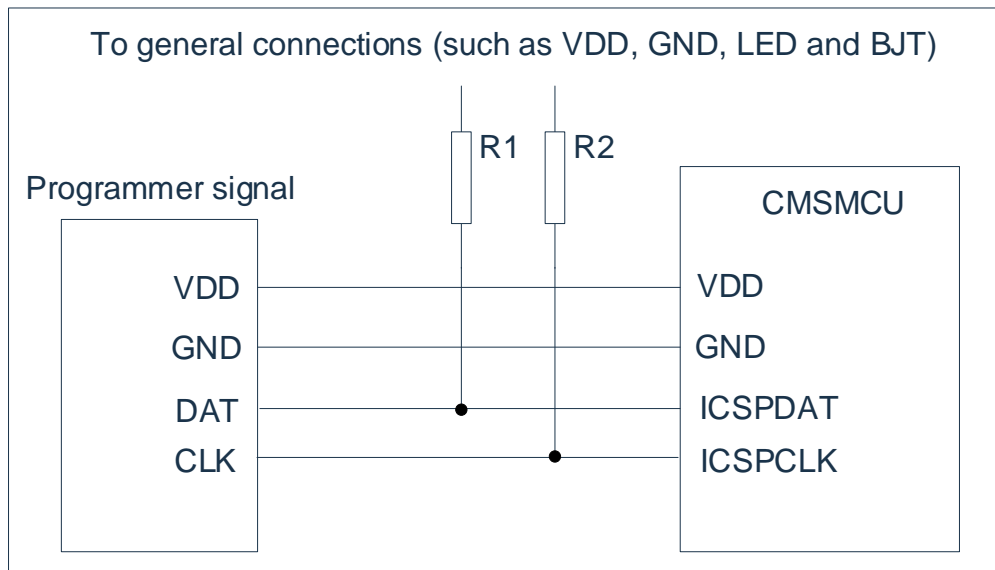 To general connections (such as VDD, GND, LED and BJT)
R1
R2
Programmer signal
CMSMCU
VDD
VDD
GND
GND
DAT
ICSPDAT
CLK
ICSPCLK